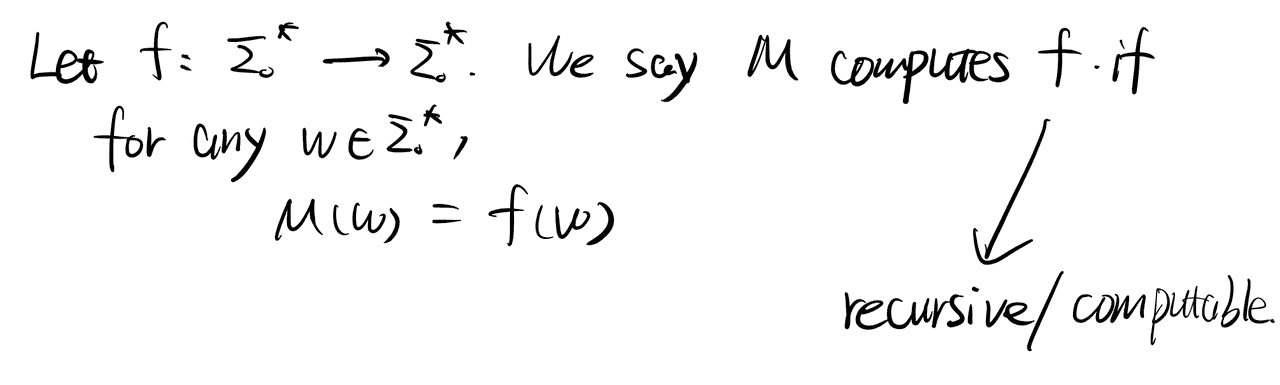 Let f: Σ₀* → Σ₀*. We say M computes f. if
for any w ∈ Σ₀*,
M(w) = f(w)
recursive/computable.